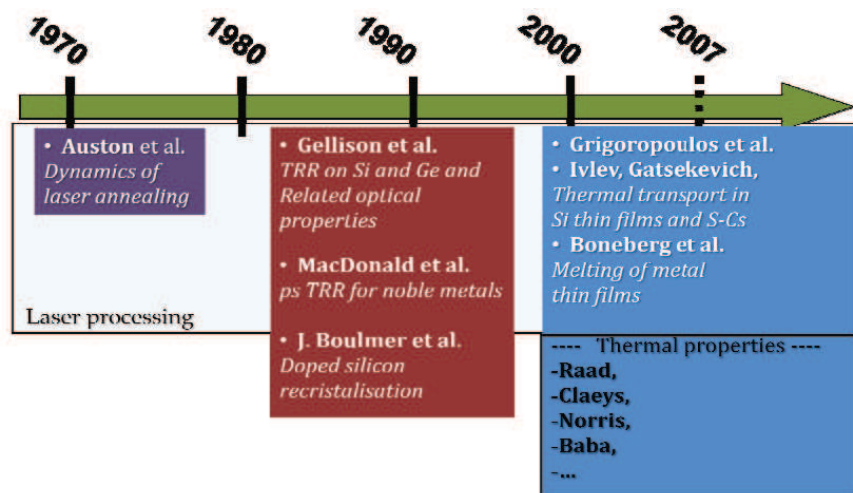 1970
1980
1990
2000
2007
• Auston et al.
Dynamics of
laser annealing
• Gellison et al.
TRR on Si and Ge and
Related optical
properties
• MacDonald et al.
ps TRR for noble metals
• J. Boulmer et al.
Doped silicon
recristalisation
• Grigoropoulos et al.
• Ivlev, Gatsekevich,
Thermal transport in
Si thin films and S-Cs
• Boneberg et al.
Melting of metal
thin films
Laser processing
---- Thermal properties ----
-Raad,
-Claeys,
-Norris,
-Baba,
-...